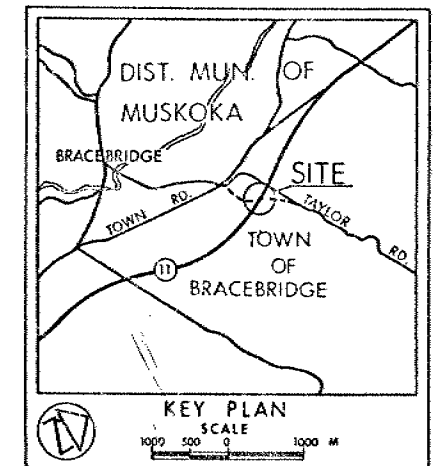 DIST. MUN. OF
MUSKOKA
BRACEBRIDGE
SITE
TOWN RD.
TAYLOR RD.
TOWN
OF
BRACEBRIDGE
11
KEY PLAN
SCALE
1000 500 0 1000 M